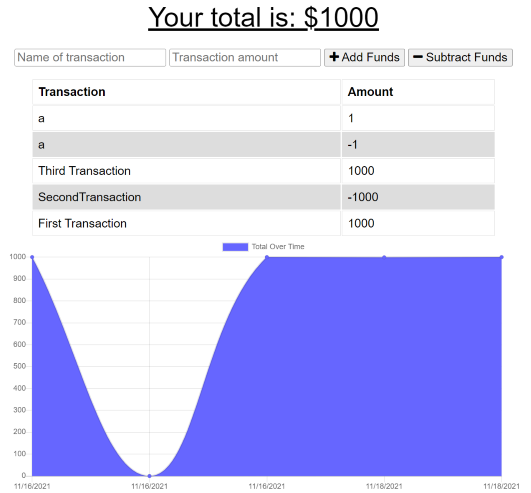 Your total is: $1000
Name of transaction Transaction amount Add Funds Subtract Funds
Transaction Amount
a 1
a -1
Third Transaction 1000
SecondTransaction -1000
First Transaction 1000
Total Over Time
1000
900
800
700
600
500
400
300
200
100
0
11/16/2021 11/16/2021 11/16/2021 11/18/2021 11/18/2021